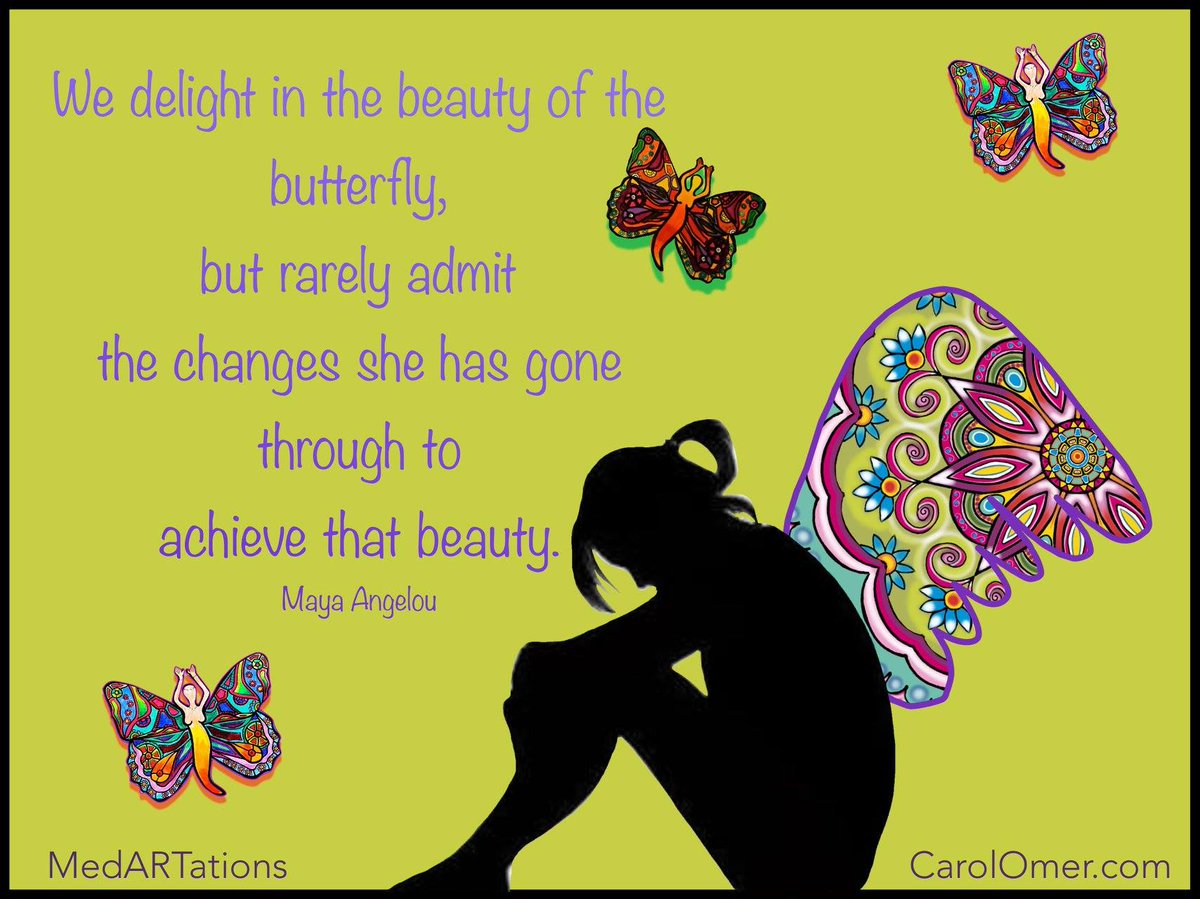 We delight in the beauty of the
butterfly,
but rarely admit
the changes she has gone
through to
achieve that beauty.
Maya Angelou
MedARTations
CarolOmer.com